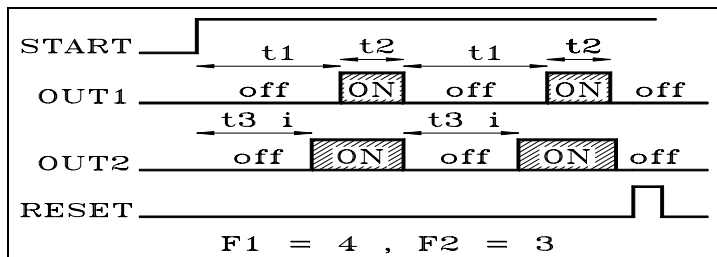 START
t1 t2 t1 t2
OUT1 off ON off ON off
t3 i t3 i
OUT2 off ON off ON off
RESET
F1 = 4 , F2 = 3